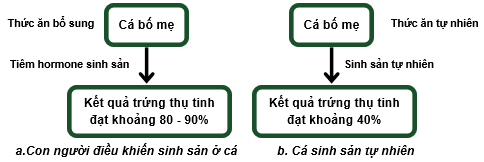 Thức ăn bổ sung
Cá bố mẹ
Tiêm hormone sinh sản
Kết quả trứng thụ tinh
đạt khoảng 80 - 90%
a.Con người điều khiến sinh sản ở cá
Cá bố mẹ
Thức ăn tự nhiên
Sinh sản tự nhiên
Kết quả trứng thụ tinh
đạt khoảng 40%
b. Cá sinh sán tự nhiên